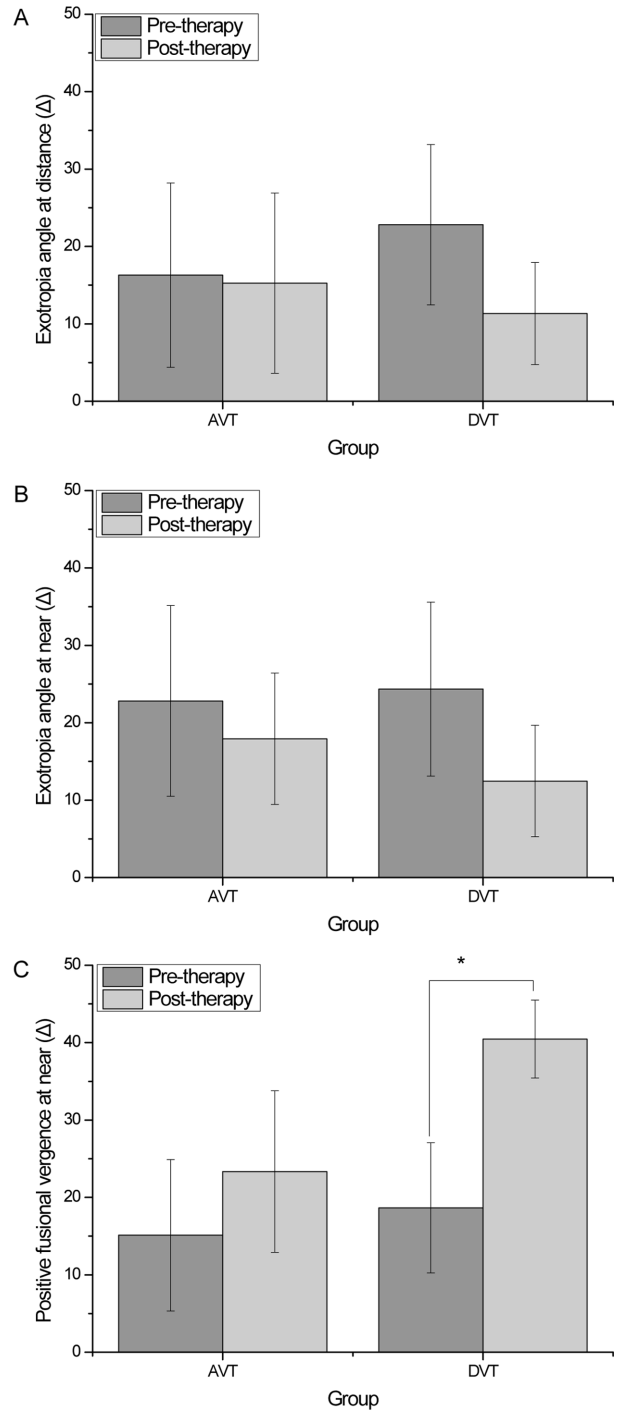 A
Pre-therapy
Post-therapy
Exotropia angle at distance (Δ)
50
40
30
20
10
0
AVT DVT
Group
B
Pre-therapy
Post-therapy
Exotropia angle at near (Δ)
50
40
30
20
10
0
AVT DVT
Group
C
Pre-therapy
Post-therapy
*
Positive fusional vergence at near (Δ)
50
40
30
20
10
0
AVT DVT
Group